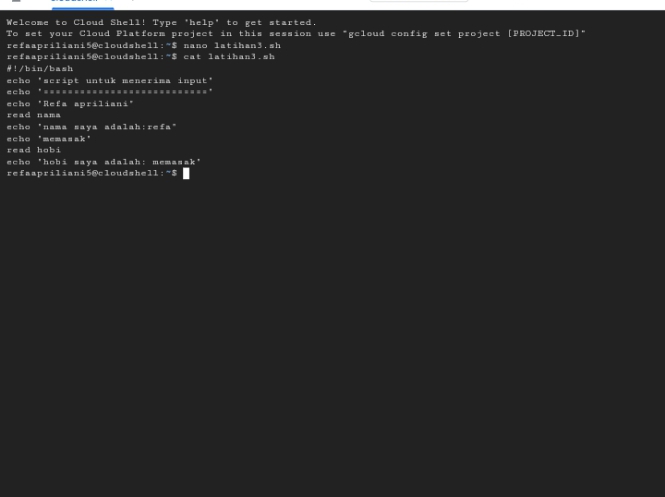 Welcome to Cloud Shell! Type "help" to get started.
To set your Cloud Platform project in this session use "gcloud config set project [PROJECT_ID]"
refaapriliani5@cloudshell:~$ nano latihan3.sh
refaapriliani5@cloudshell:~$ cat latihan3.sh
#!/bin/bash
echo "script untuk menerima input"
echo "==========================="
echo "Refa apriliani"
read nama
echo "nama saya adalah:refa"
echo "memasak"
read hobi
echo "hobi saya adalah: memasak"
refaapriliani5@cloudshell:~$